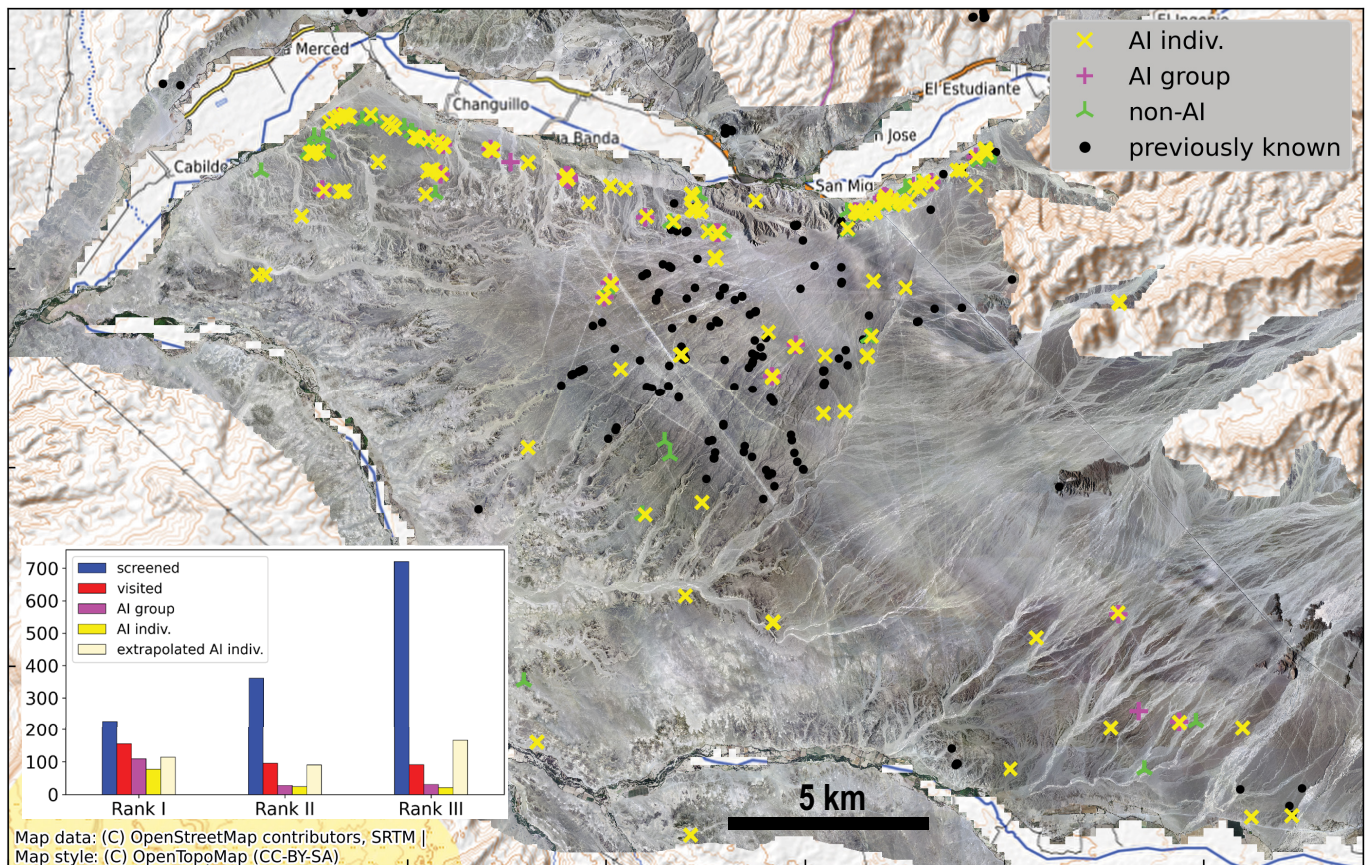 El Ingenio
a Merced
AI indiv.
AI group
non-AI
previously known
El Estudiante
Changuillo
ua Banda
n Jose
Cabildo
San Mig
700
600
500
400
300
200
100
0
screened
visited
AI group
AI indiv.
extrapolated AI indiv.
Rank I
Rank II
Rank III
5 km
Map data: (C) OpenStreetMap contributors, SRTM |
Map style: (C) OpenTopoMap (CC-BY-SA)